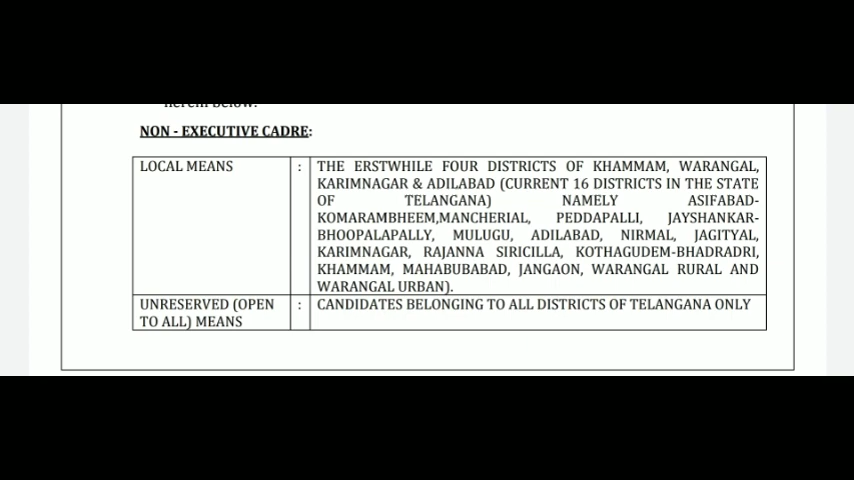 herein below:
NON - EXECUTIVE CADRE:
LOCAL MEANS : THE ERSTWHILE FOUR DISTRICTS OF KHAMMAM, WARANGAL,
KARIMNAGAR & ADILABAD (CURRENT 16 DISTRICTS IN THE STATE
OF TELANGANA) NAMELY ASIFABAD-
KOMARAMBHEEM,MANCHERIAL, PEDDAPALLI, JAYSHANKAR-
BHOOPALAPALLY, MULUGU, ADILABAD, NIRMAL, JAGITYAL,
KARIMNAGAR, RAJANNA SIRICILLA, KOTHAGUDEM-BHADRADRI,
KHAMMAM, MAHABUBABAD, JANGAON, WARANGAL RURAL AND
WARANGAL URBAN).
UNRESERVED (OPEN : CANDIDATES BELONGING TO ALL DISTRICTS OF TELANGANA ONLY
TO ALL) MEANS